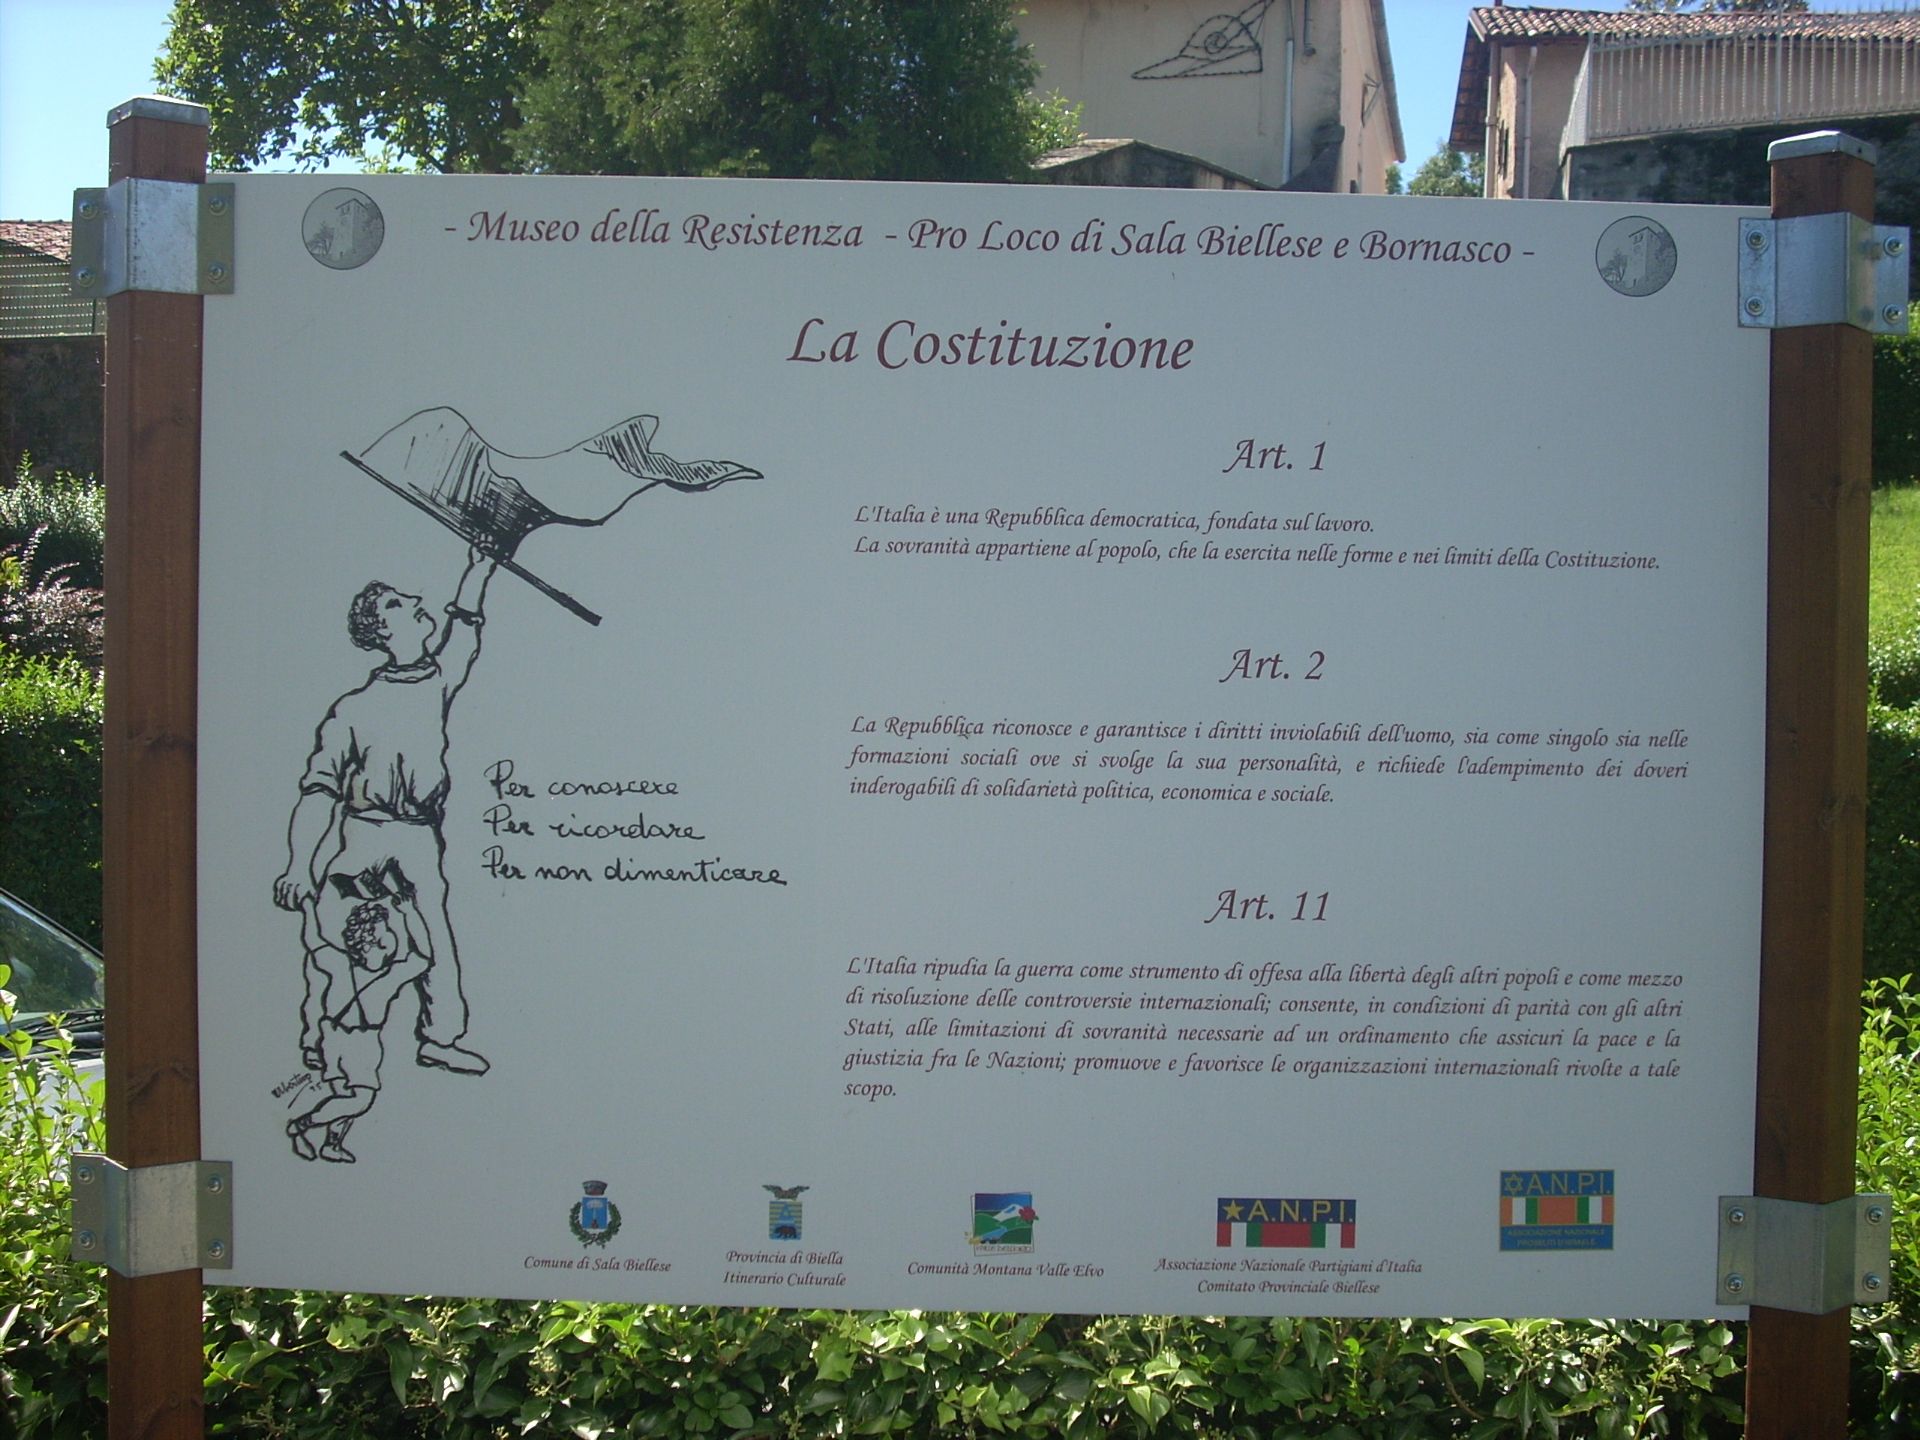 - Museo della Resistenza - Pro Loco di Sala Biellese e Bornasco -
La Costituzione
Art. 1
L'Italia è una Repubblica democratica, fondata sul lavoro.
La sovranità appartiene al popolo, che la esercita nelle forme e nei limiti della Costituzione.
Art. 2
La Repubblica riconosce e garantisce i diritti inviolabili dell'uomo, sia come singolo sia nelle
formazioni sociali ove si svolge la sua personalità, e richiede l'adempimento dei doveri
inderogabili di solidarietà politica, economica e sociale.
Per conoscere
Per ricordare
Per non dimenticare
Art. 11
L'Italia ripudia la guerra come strumento di offesa alla libertà degli altri popoli e come mezzo
di risoluzione delle controversie internazionali; consente, in condizioni di parità con gli altri
Stati, alle limitazioni di sovranità necessarie ad un ordinamento che assicuri la pace e la
giustizia fra le Nazioni; promuove e favorisce le organizzazioni internazionali rivolte a tale
scopo.
Comune di Sala Biellese
Provincia di Biella
Itinerario Culturale
Comunità Montana Valle Elvo
A.N.P.I.
Associazione Nazionale Partigiani d'Italia
Comitato Provinciale Biellese
A.N.P.I.
ASSOCIAZIONE NAZIONALE